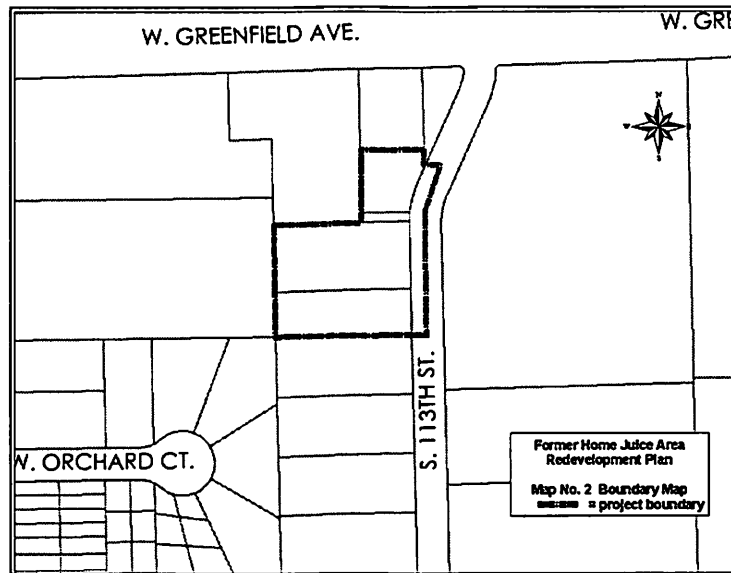 W. GREENFIELD AVE.
W. GRE
S. 113TH ST.
W. ORCHARD CT.
Former Home Juice Area
Redevelopment Plan
Map No. 2 Boundary Map
= project boundary